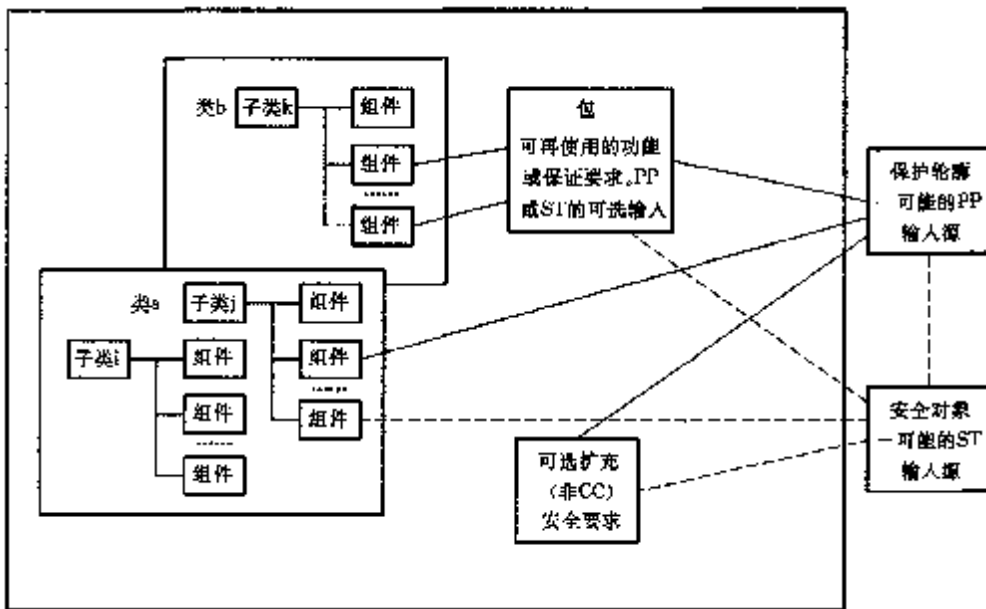 类b 子类k 组件
组件
组件
类a 子类j 组件
组件
组件
子类i 组件
组件
组件
包
可再使用的功能
或保证要求。PP
或ST的可选输入
可选扩充
(非CC)
安全要求
保护轮廓
可能的PP
输入源
安全对象
可能的ST
输入源